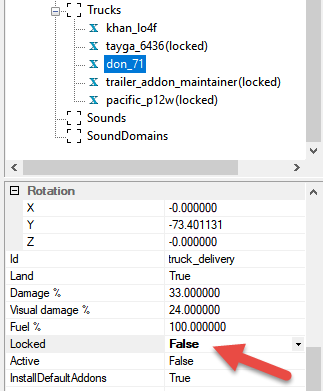 Trucks
khan_lo4f
tayga_6436(locked)
don_71
trailer_addon_maintainer(locked)
pacific_p12w(locked)
Sounds
SoundDomains
Rotation
X -0.000000
Y -73.401131
Z -0.000000
Id truck_delivery
Land True
Damage % 33.000000
Visual damage % 24.000000
Fuel % 100.000000
Locked False
Active False
InstallDefaultAddons True